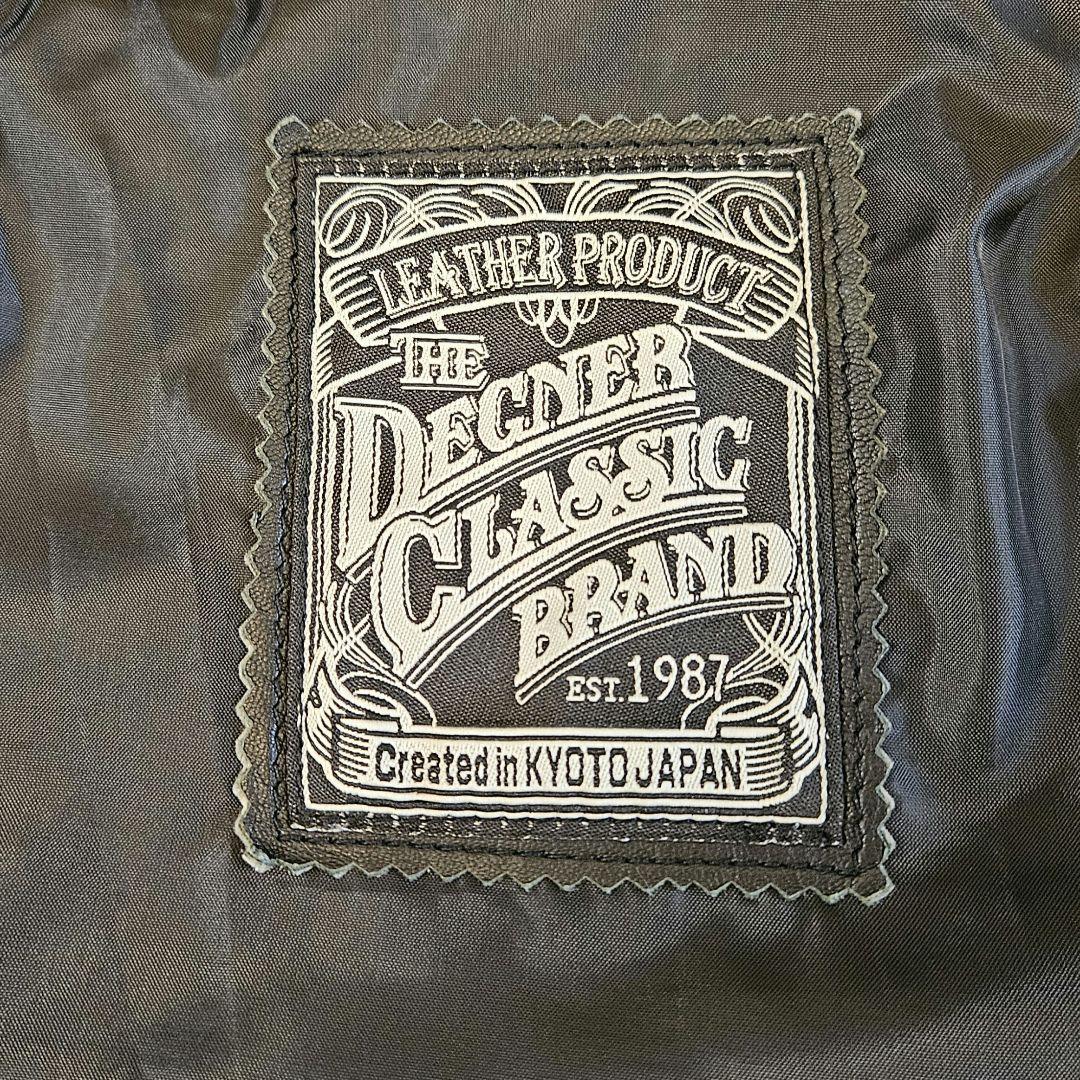 LEATHER PRODUCT
THE
DEGNER
CLASSIC
BRAND
EST. 1987
Created in KYOTO JAPAN